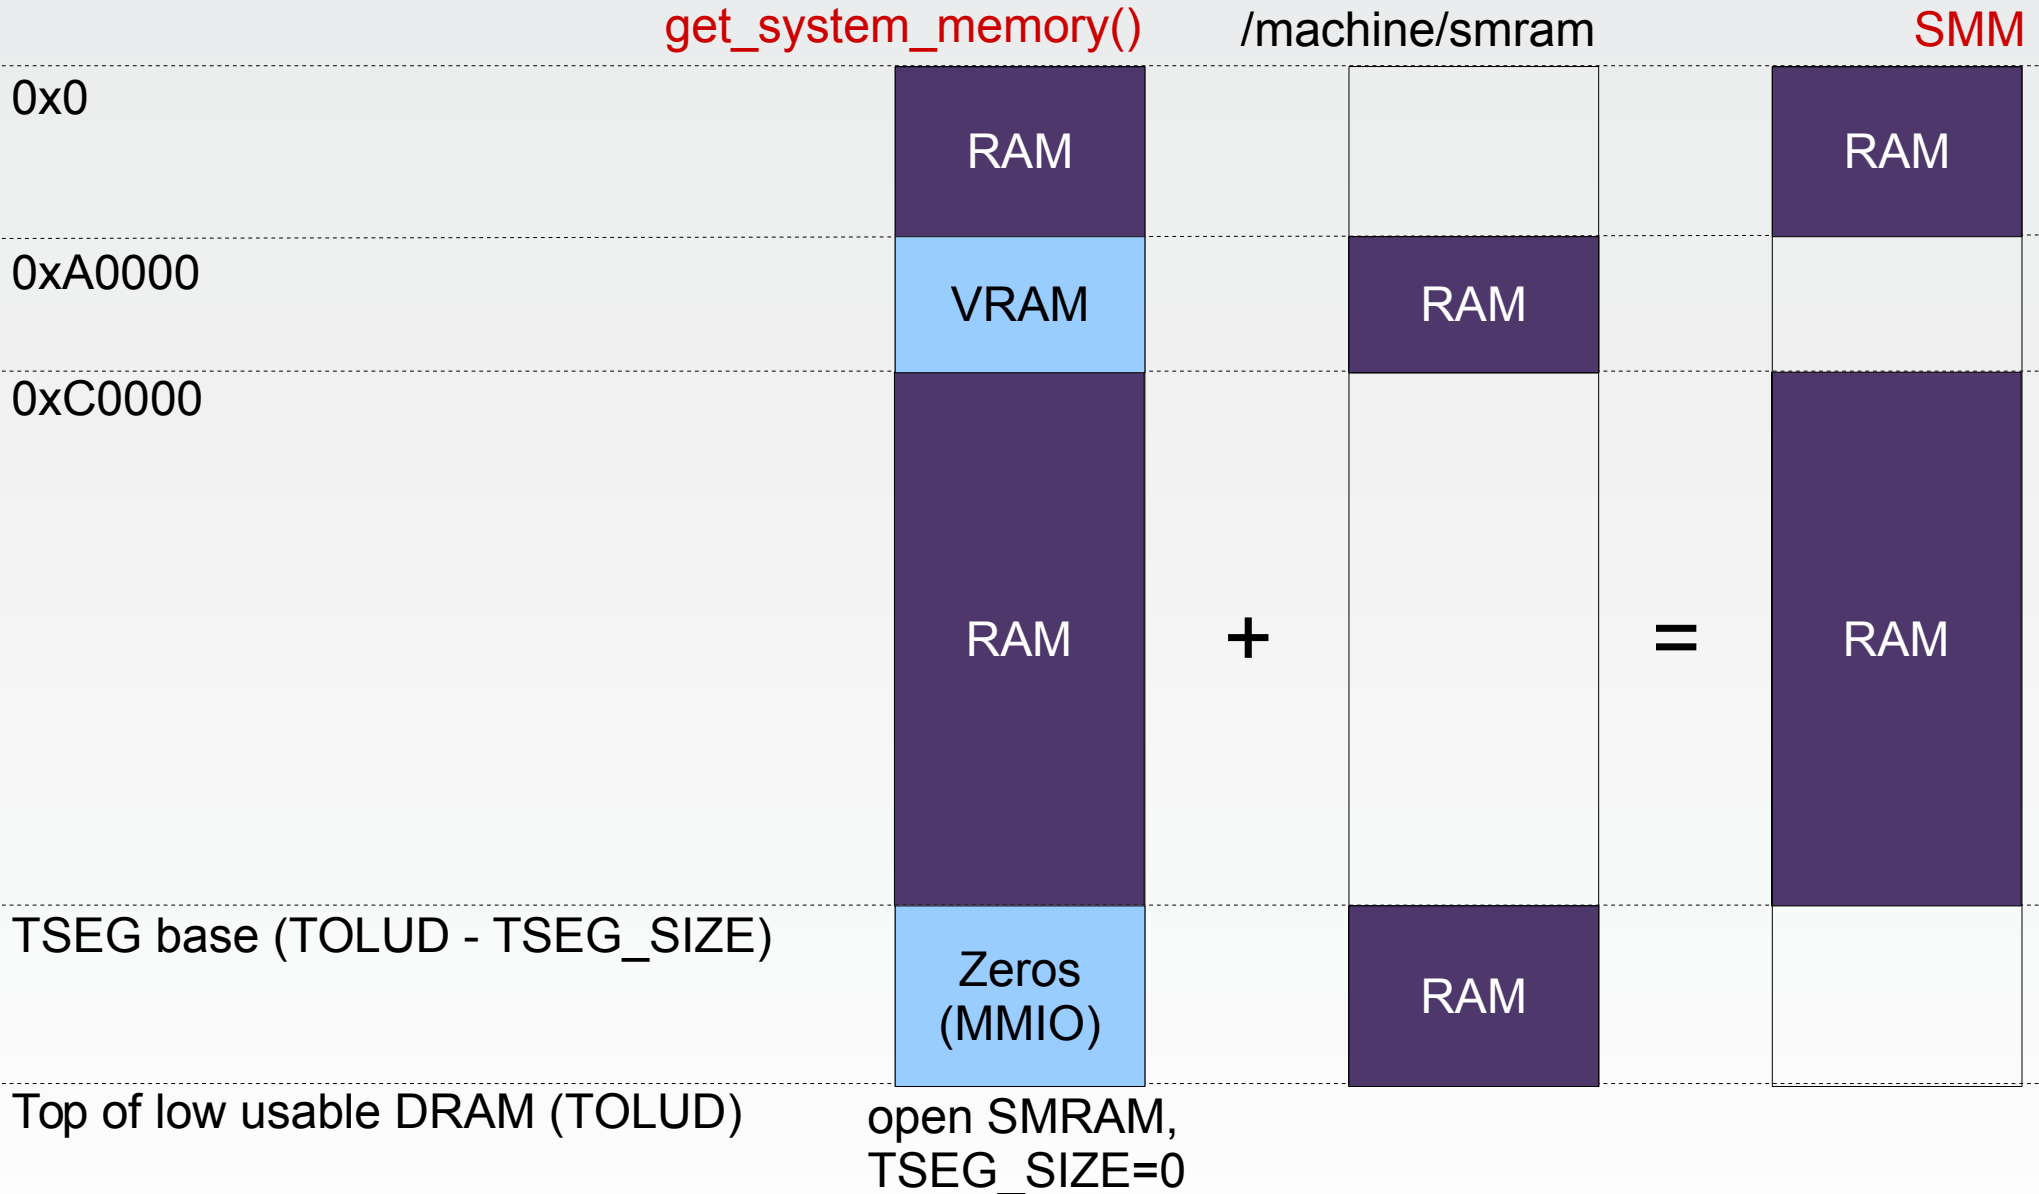 get_system_memory() /machine/smram SMM
0x0
RAM RAM
0xA0000
VRAM RAM
0xC0000
RAM + = RAM
TSEG base (TOLUD - TSEG_SIZE)
Zeros
(MMIO)
RAM
Top of low usable DRAM (TOLUD)
open SMRAM,
TSEG_SIZE=0